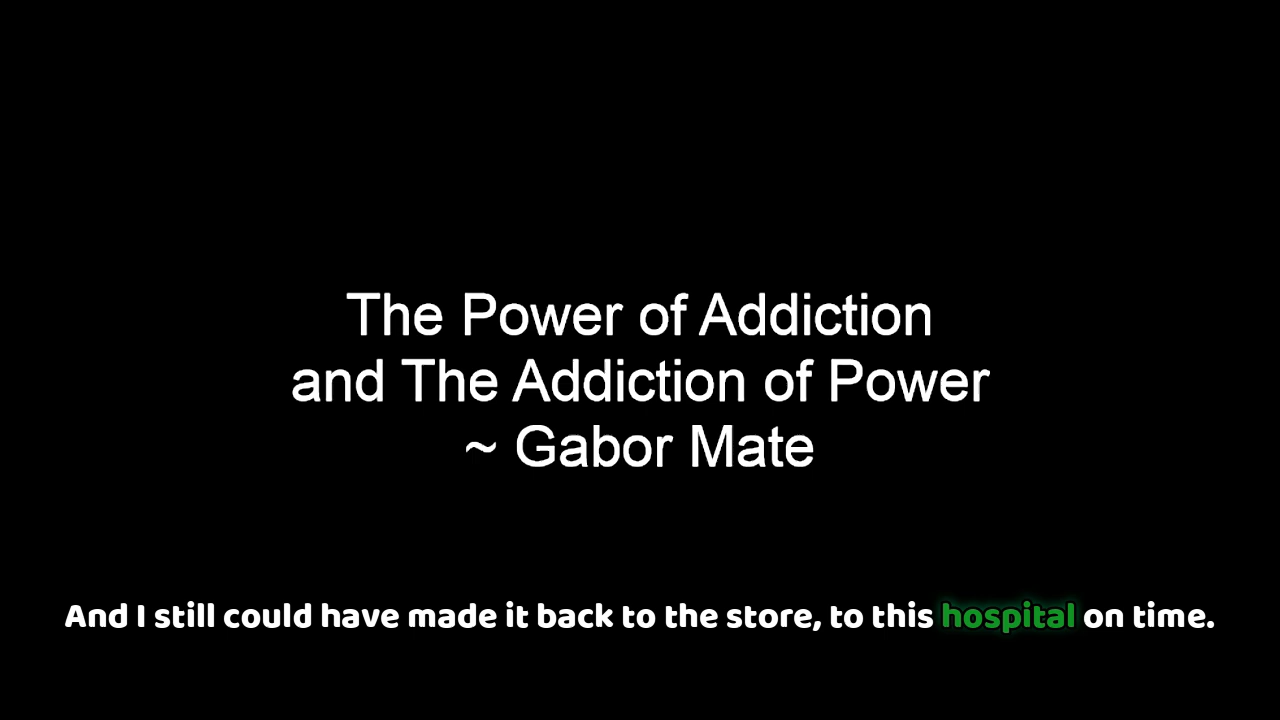 The Power of Addiction
and The Addiction of Power
~ Gabor Mate
And I still could have made it back to the store, to this hospital on time.